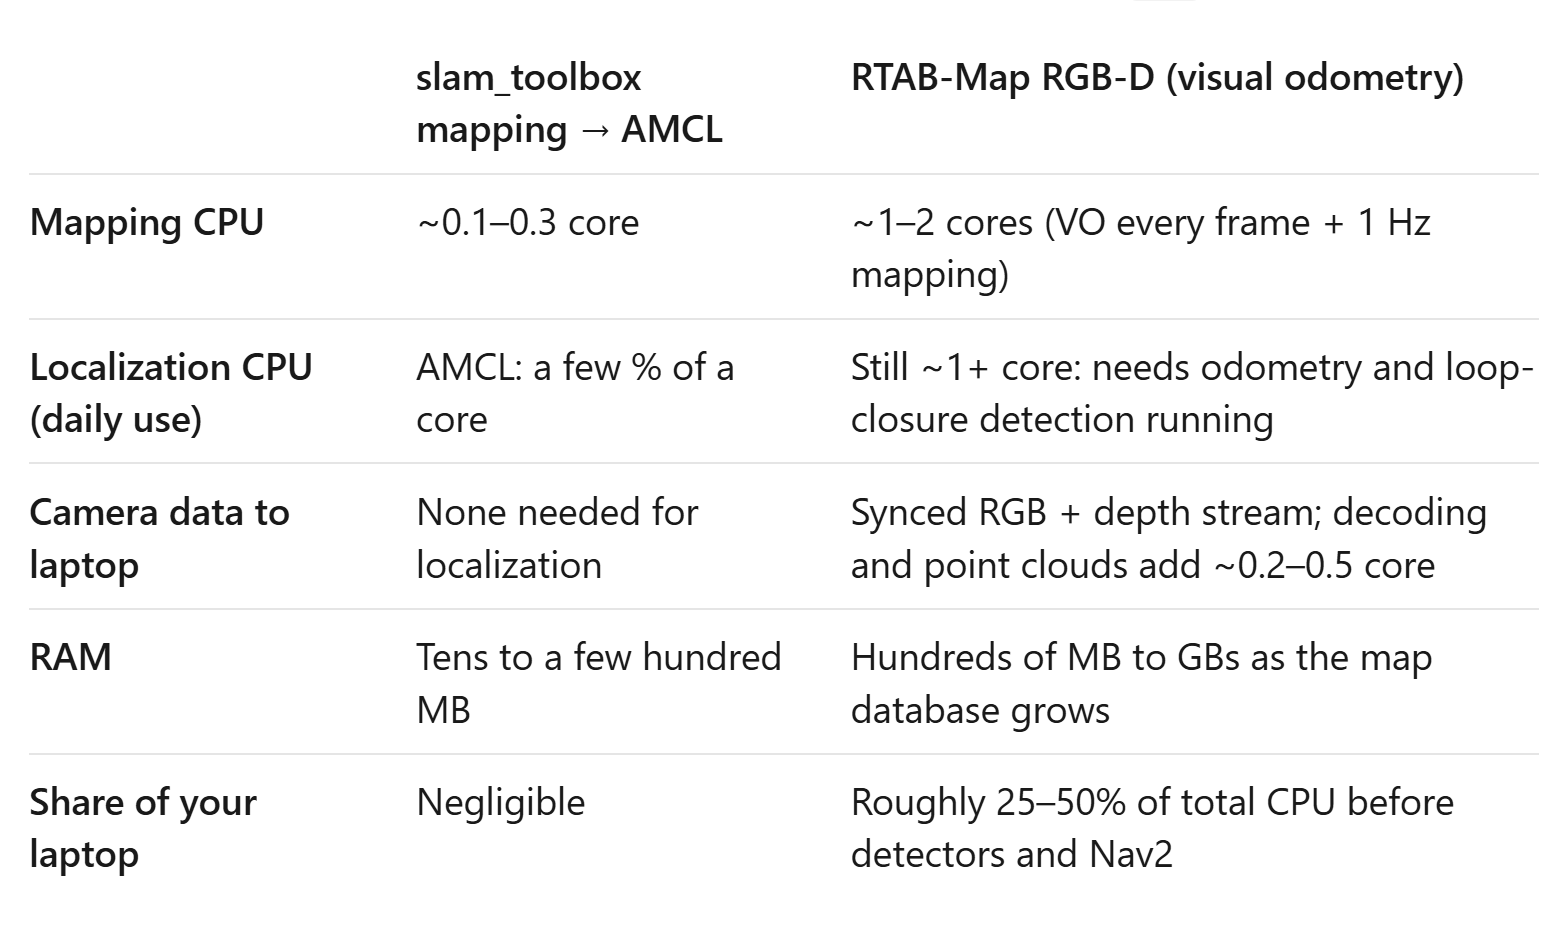 slam_toolbox
mapping → AMCL
RTAB-Map RGB-D (visual odometry)
Mapping CPU
~0.1–0.3 core
~1–2 cores (VO every frame + 1 Hz
mapping)
Localization CPU
(daily use)
AMCL: a few % of a
core
Still ~1+ core: needs odometry and loop-
closure detection running
Camera data to
laptop
None needed for
localization
Synced RGB + depth stream; decoding
and point clouds add ~0.2–0.5 core
RAM
Tens to a few hundred
MB
Hundreds of MB to GBs as the map
database grows
Share of your
laptop
Negligible
Roughly 25–50% of total CPU before
detectors and Nav2